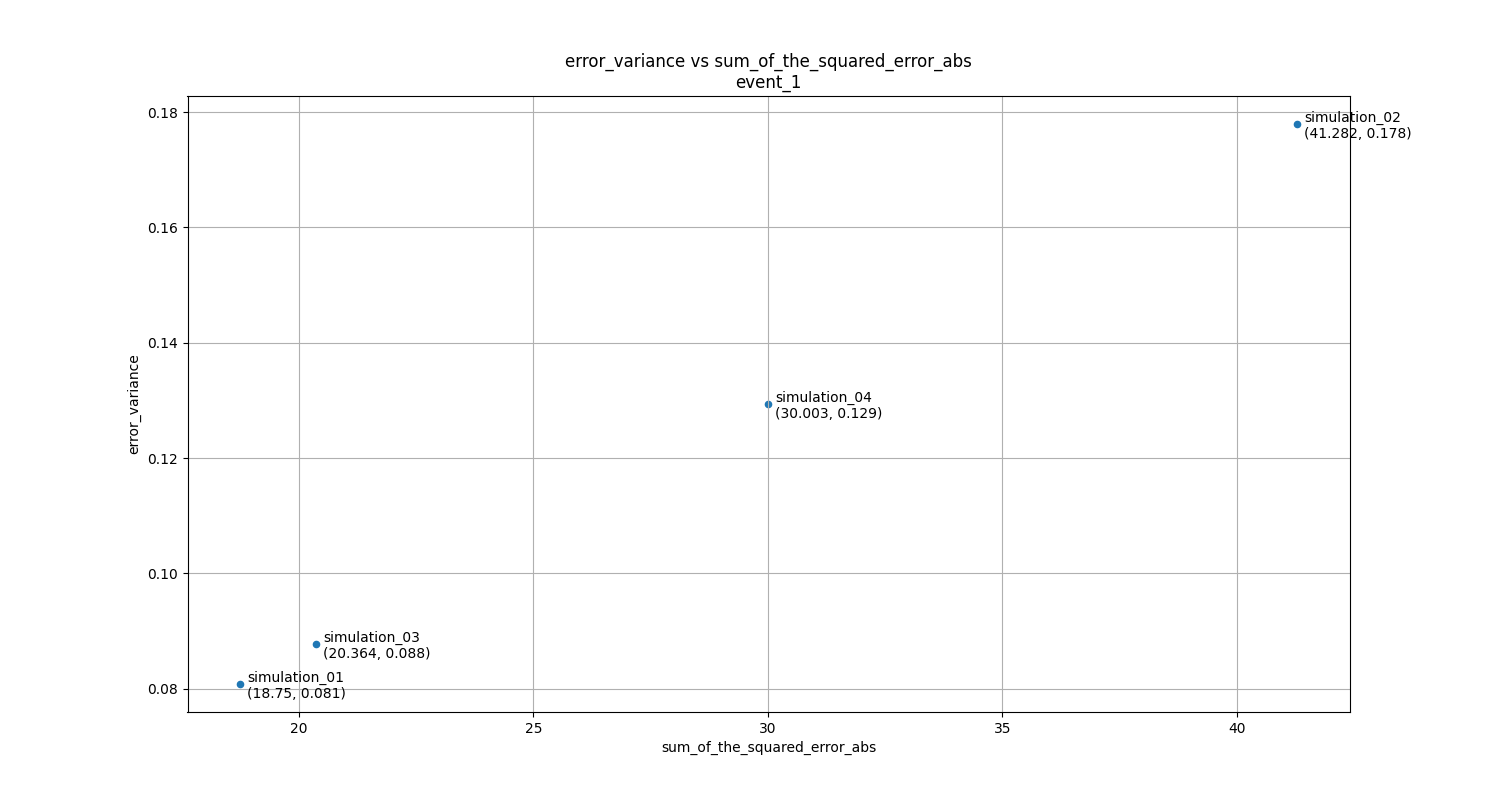 error_variance vs sum_of_the_squared_error_abs
event_1
0.18
0.16
0.14
0.12
0.10
0.08
error_variance
simulation_02
(41.282, 0.178)
simulation_04
(30.003, 0.129)
simulation_03
(20.364, 0.088)
simulation_01
(18.75, 0.081)
20 25 30 35 40
sum_of_the_squared_error_abs